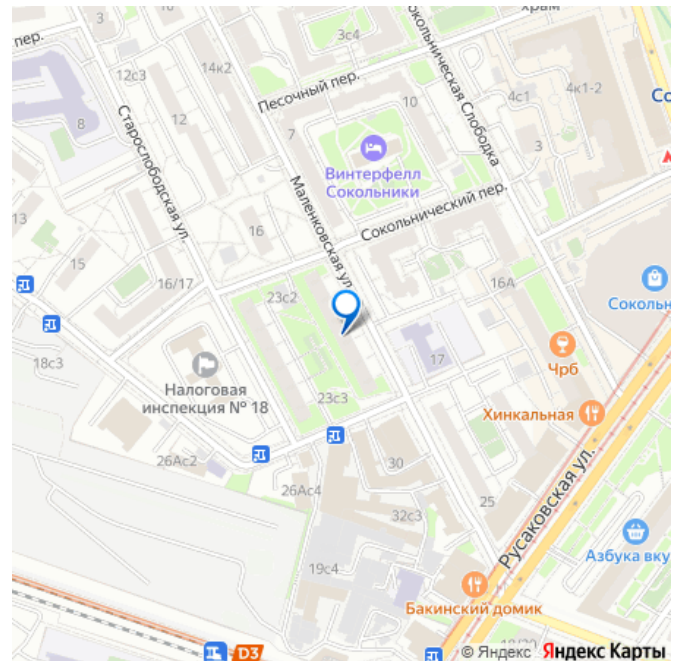 храм
пер.
3с4
Сокольническая Слободка
14к2
12с3
Песочный пер.
4к1-2
4с1
Со
8
12
10
7
3
Старослободская ул.
Маленковская ул.
Винтерфелл
Сокольники
Сокольнический пер.
13
16
15
16/17
23с2
16А
Сокольн
18с3
17
Чрб
Налоговая
инспекция № 18
23с3
Хинкальная
26Ас2
30
Русаковская ул.
26Ас4
25
32с3
19с4
Азбука вку
Бакинский домик
18/20
D3
© Яндекс Яндекс Карты